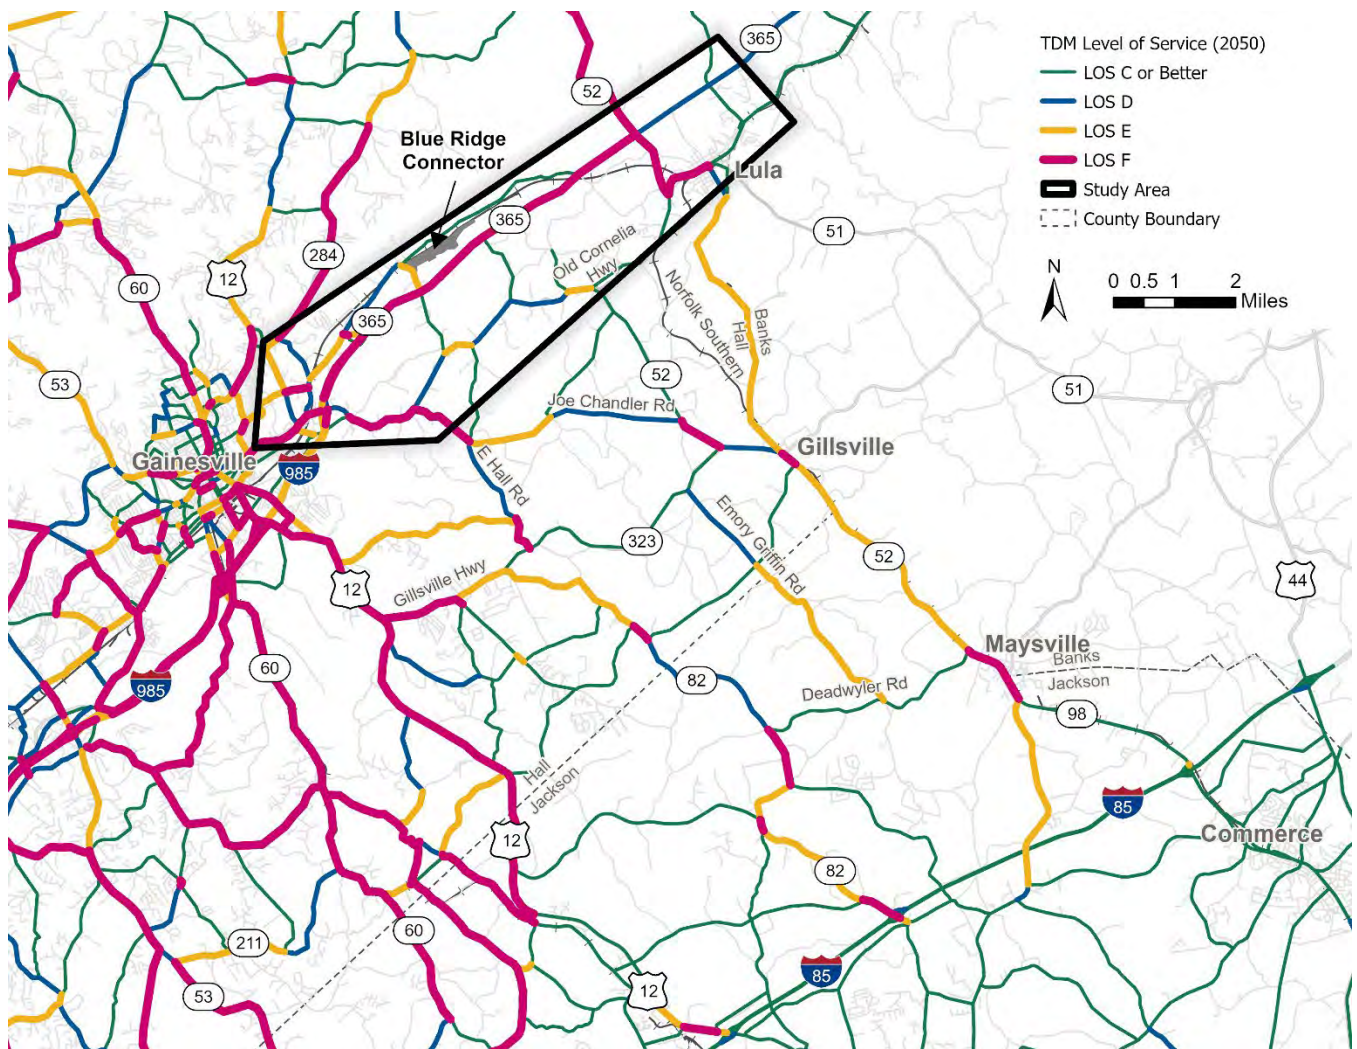 TDM Level of Service (2050)
LOS C or Better
LOS D
LOS E
LOS F
Study Area
County Boundary
N
0 0.5 1 2
Miles
365
52
Blue Ridge
Connector
Lula
51
365
284
12
60
Old Cornelia
Hwy
Norfolk Southern
Banks
Hall
365
53
52
51
Joe Chandler Rd
Gillsville
Gainesville
985
E Hall Rd
Emory Griffin Rd
323
52
44
12
Gillsville Hwy
Maysville
60
82
Banks
Jackson
985
Deadwyler Rd
98
Hall
Jackson
85
12
Commerce
82
60
211
85
53
12